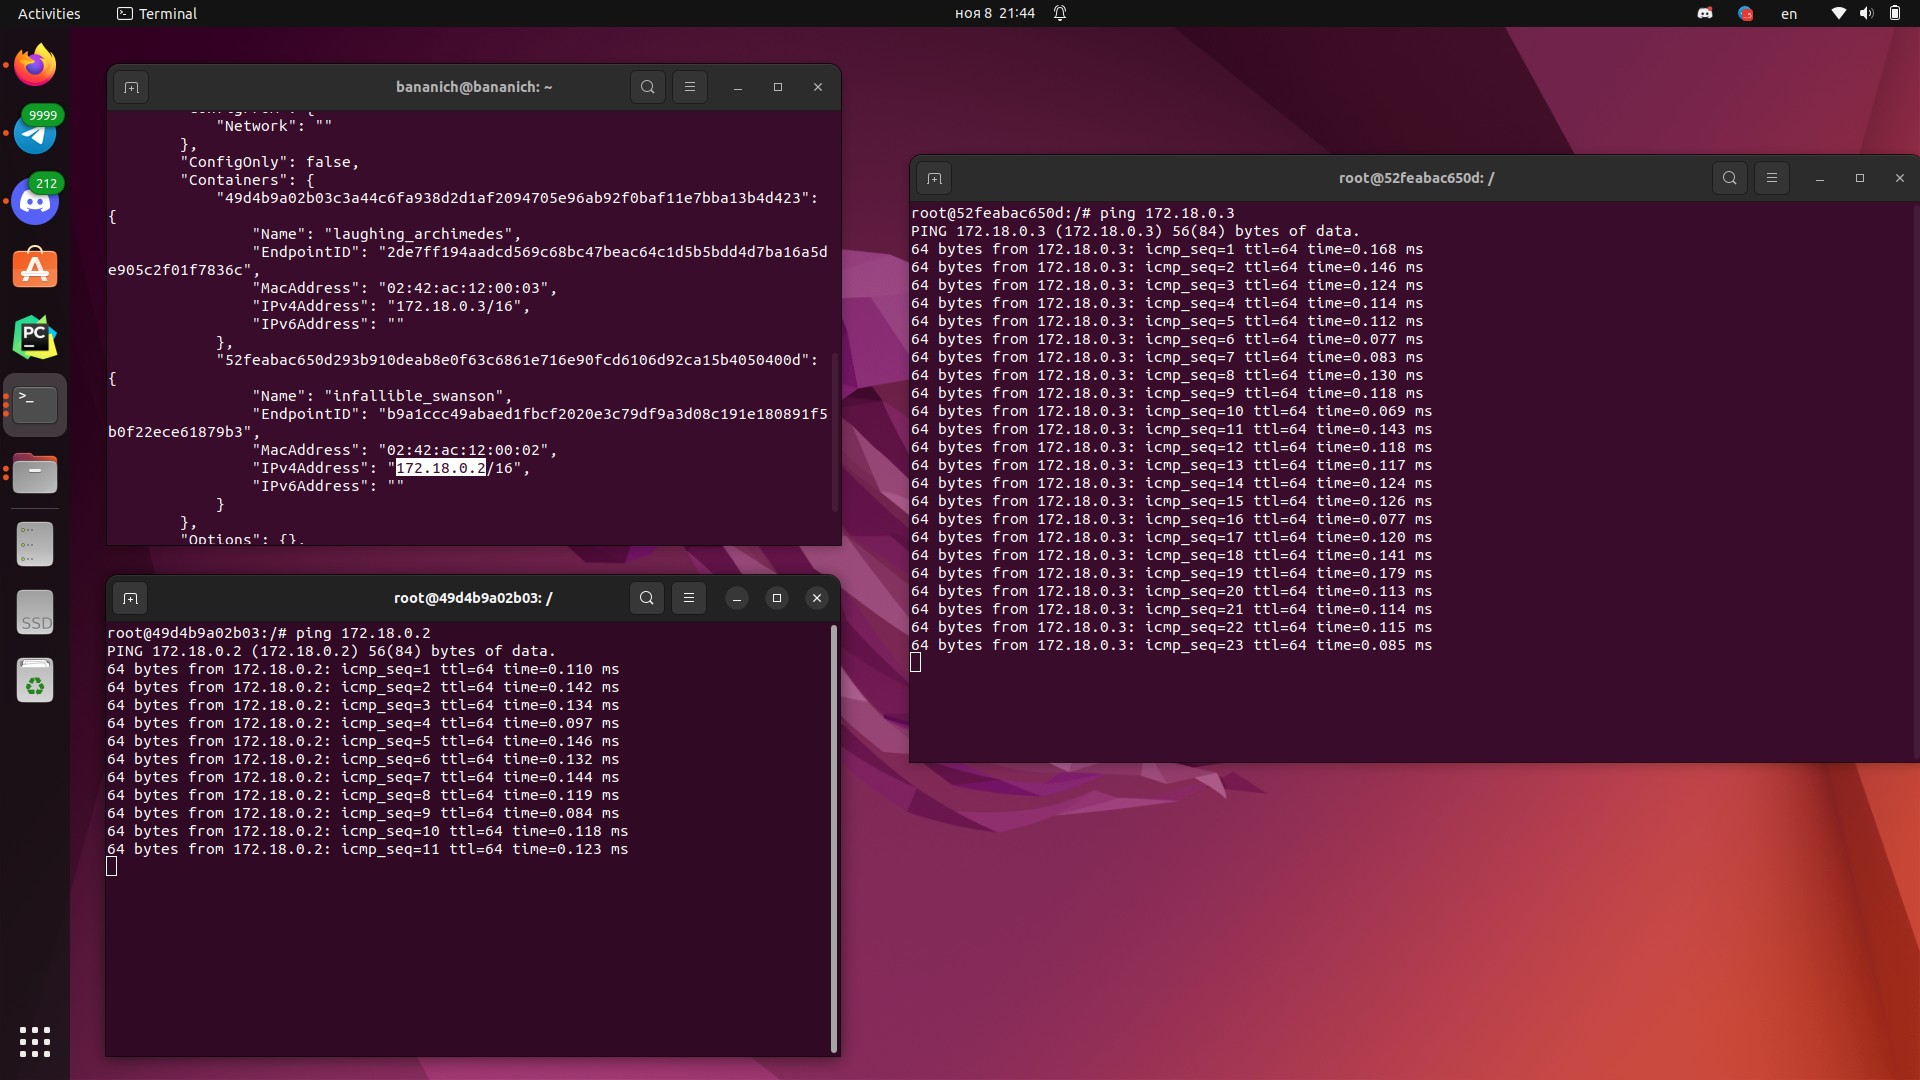 Activities
Terminal
ноя 8 21:44
en
9999
212
PC
SSD
bananich@bananich: ~
"Network": ""
},
"ConfigOnly": false,
"Containers": {
"49d4b9a02b03c3a44c6fa938d2d1af2094705e96ab92f0baf11e7bba13b4d423":
{
"Name": "laughing_archimedes",
"EndpointID": "2de7ff194aadcd569c68bc47beac64c1d5b5bdd4d7ba16a5d
e905c2f01f7836c",
"MacAddress": "02:42:ac:12:00:03",
"IPv4Address": "172.18.0.3/16",
"IPv6Address": ""
},
"52feabac650d293b910deab8e0f63c6861e716e90fcd6106d92ca15b4050400d":
{
"Name": "infallible_swanson",
"EndpointID": "b9a1ccc49abaed1fbcf2020e3c79df9a3d08c191e180891f5
b0f22ece61879b3",
"MacAddress": "02:42:ac:12:00:02",
"IPv4Address": "172.18.0.2/16",
"IPv6Address": ""
}
},
"Options": {},
root@49d4b9a02b03: /
root@49d4b9a02b03:/# ping 172.18.0.2
PING 172.18.0.2 (172.18.0.2) 56(84) bytes of data.
64 bytes from 172.18.0.2: icmp_seq=1 ttl=64 time=0.110 ms
64 bytes from 172.18.0.2: icmp_seq=2 ttl=64 time=0.142 ms
64 bytes from 172.18.0.2: icmp_seq=3 ttl=64 time=0.134 ms
64 bytes from 172.18.0.2: icmp_seq=4 ttl=64 time=0.097 ms
64 bytes from 172.18.0.2: icmp_seq=5 ttl=64 time=0.146 ms
64 bytes from 172.18.0.2: icmp_seq=6 ttl=64 time=0.132 ms
64 bytes from 172.18.0.2: icmp_seq=7 ttl=64 time=0.144 ms
64 bytes from 172.18.0.2: icmp_seq=8 ttl=64 time=0.119 ms
64 bytes from 172.18.0.2: icmp_seq=9 ttl=64 time=0.084 ms
64 bytes from 172.18.0.2: icmp_seq=10 ttl=64 time=0.118 ms
64 bytes from 172.18.0.2: icmp_seq=11 ttl=64 time=0.123 ms
root@52feabac650d: /
root@52feabac650d:/# ping 172.18.0.3
PING 172.18.0.3 (172.18.0.3) 56(84) bytes of data.
64 bytes from 172.18.0.3: icmp_seq=1 ttl=64 time=0.168 ms
64 bytes from 172.18.0.3: icmp_seq=2 ttl=64 time=0.146 ms
64 bytes from 172.18.0.3: icmp_seq=3 ttl=64 time=0.124 ms
64 bytes from 172.18.0.3: icmp_seq=4 ttl=64 time=0.114 ms
64 bytes from 172.18.0.3: icmp_seq=5 ttl=64 time=0.112 ms
64 bytes from 172.18.0.3: icmp_seq=6 ttl=64 time=0.077 ms
64 bytes from 172.18.0.3: icmp_seq=7 ttl=64 time=0.083 ms
64 bytes from 172.18.0.3: icmp_seq=8 ttl=64 time=0.130 ms
64 bytes from 172.18.0.3: icmp_seq=9 ttl=64 time=0.118 ms
64 bytes from 172.18.0.3: icmp_seq=10 ttl=64 time=0.069 ms
64 bytes from 172.18.0.3: icmp_seq=11 ttl=64 time=0.143 ms
64 bytes from 172.18.0.3: icmp_seq=12 ttl=64 time=0.118 ms
64 bytes from 172.18.0.3: icmp_seq=13 ttl=64 time=0.117 ms
64 bytes from 172.18.0.3: icmp_seq=14 ttl=64 time=0.124 ms
64 bytes from 172.18.0.3: icmp_seq=15 ttl=64 time=0.126 ms
64 bytes from 172.18.0.3: icmp_seq=16 ttl=64 time=0.077 ms
64 bytes from 172.18.0.3: icmp_seq=17 ttl=64 time=0.120 ms
64 bytes from 172.18.0.3: icmp_seq=18 ttl=64 time=0.141 ms
64 bytes from 172.18.0.3: icmp_seq=19 ttl=64 time=0.179 ms
64 bytes from 172.18.0.3: icmp_seq=20 ttl=64 time=0.113 ms
64 bytes from 172.18.0.3: icmp_seq=21 ttl=64 time=0.114 ms
64 bytes from 172.18.0.3: icmp_seq=22 ttl=64 time=0.115 ms
64 bytes from 172.18.0.3: icmp_seq=23 ttl=64 time=0.085 ms